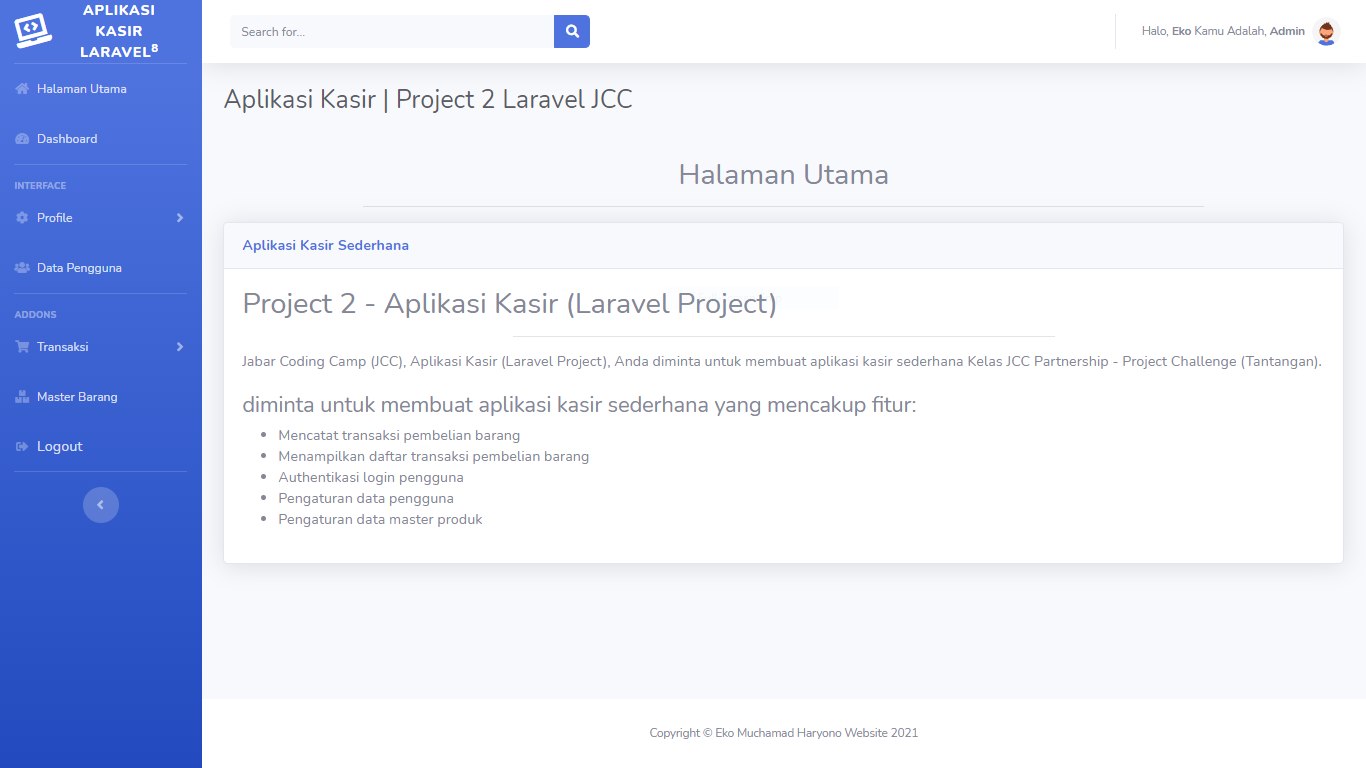 APLIKASI
KASIR
LARAVEL8
Halaman Utama
Dashboard
INTERFACE
Profile
Data Pengguna
ADDONS
Transaksi
Master Barang
Logout
Search for...
Halo, Eko Kamu Adalah, Admin
Aplikasi Kasir | Project 2 Laravel JCC
Halaman Utama
Aplikasi Kasir Sederhana
Project 2 - Aplikasi Kasir (Laravel Project)
Jabar Coding Camp (JCC), Aplikasi Kasir (Laravel Project), Anda diminta untuk membuat aplikasi kasir sederhana Kelas JCC Partnership - Project Challenge (Tantangan).
diminta untuk membuat aplikasi kasir sederhana yang mencakup fitur:
Mencatat transaksi pembelian barang
Menampilkan daftar transaksi pembelian barang
Authentikasi login pengguna
Pengaturan data pengguna
Pengaturan data master produk
Copyright © Eko Muchamad Haryono Website 2021